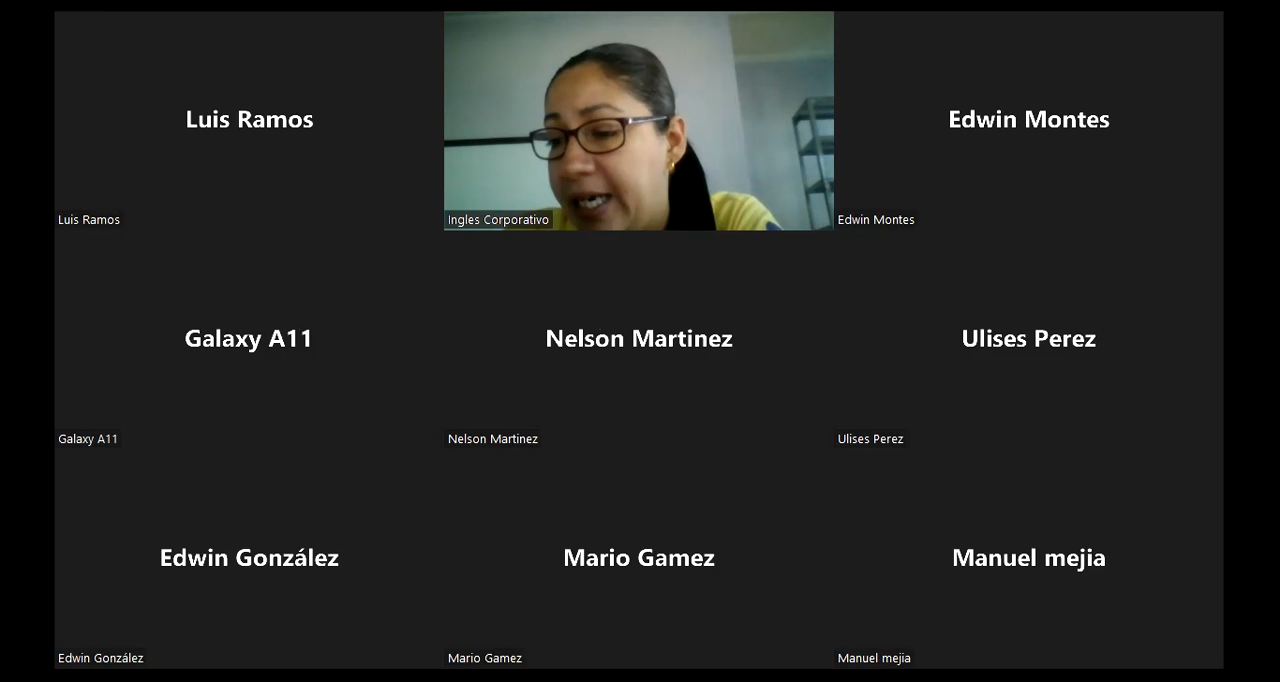 Luis Ramos
Luis Ramos
Ingles Corporativo
Edwin Montes
Edwin Montes
Galaxy A11
Galaxy A11
Nelson Martinez
Nelson Martinez
Ulises Perez
Ulises Perez
Edwin González
Edwin González
Mario Gamez
Mario Gamez
Manuel mejia
Manuel mejia